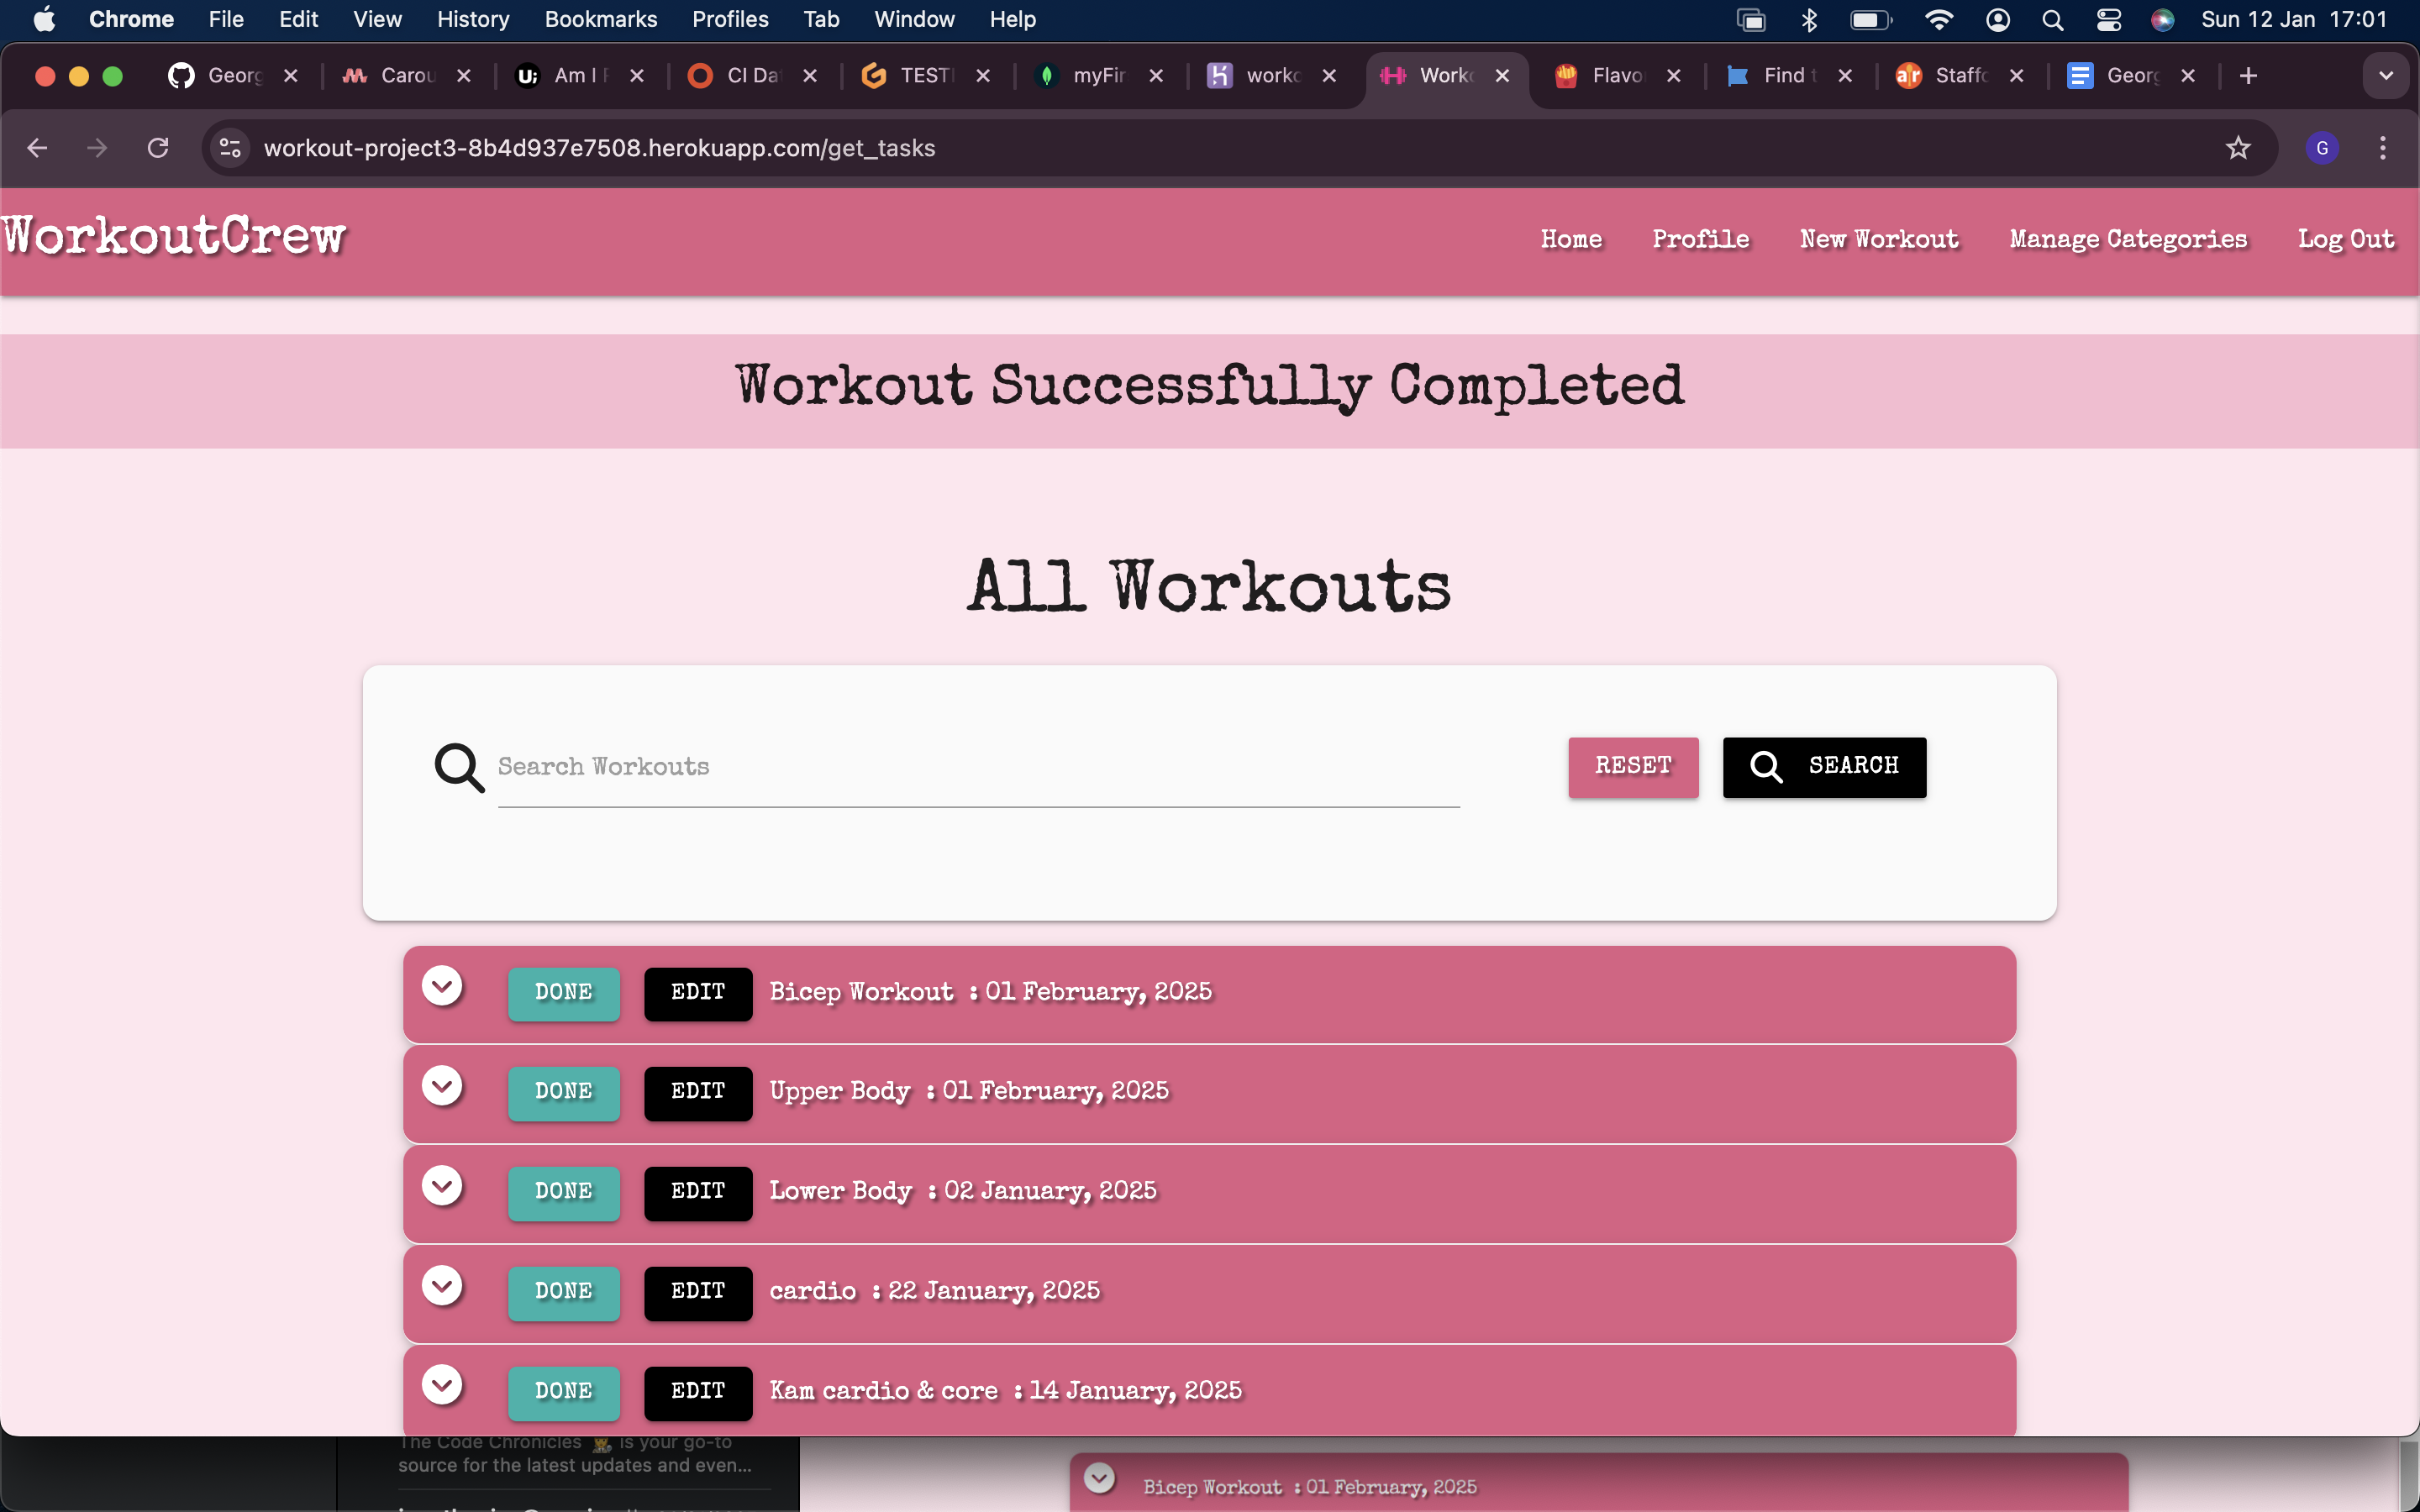 Chrome File Edit View History Bookmarks Profiles Tab Window Help Sun 12 Jan 17:01
Georg Carou U; Am I CI Da TEST myFir worko Worko Flavo Find Staffo Georg
workout-project3-8b4d937e7508.herokuapp.com/get_tasks G
WorkoutCrew Home Profile New Workout Manage Categories Log Out
Workout Successfully Completed
All Workouts
Search Workouts RESET SEARCH
DONE EDIT Bicep Workout : 01 February, 2025
DONE EDIT Upper Body : 01 February, 2025
DONE EDIT Lower Body : 02 January, 2025
DONE EDIT cardio : 22 January, 2025
DONE EDIT Kam cardio & core : 14 January, 2025
The Code Chronicles 👩‍🍳 is your go-to
source for the latest updates and even...
Bicep Workout : 01 February, 2025